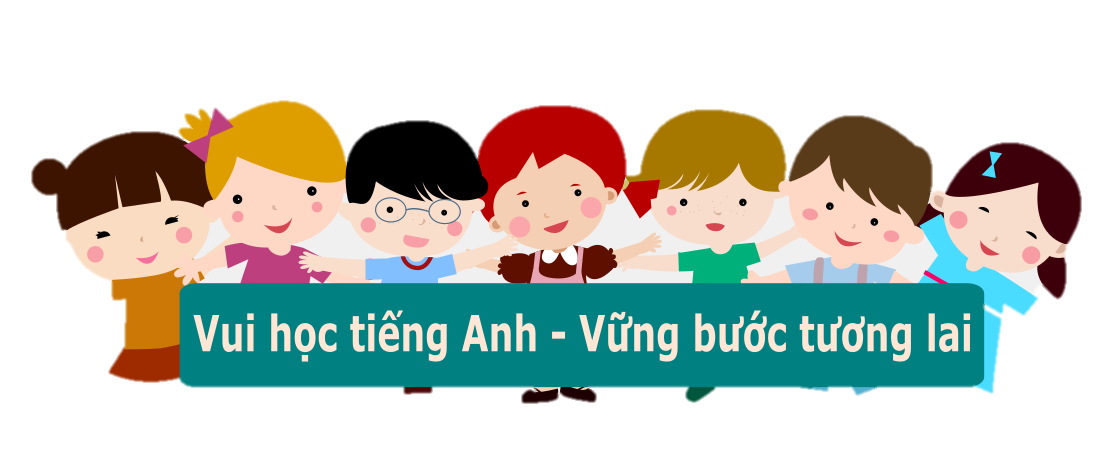 Vui học tiếng Anh - Vững bước tương lai